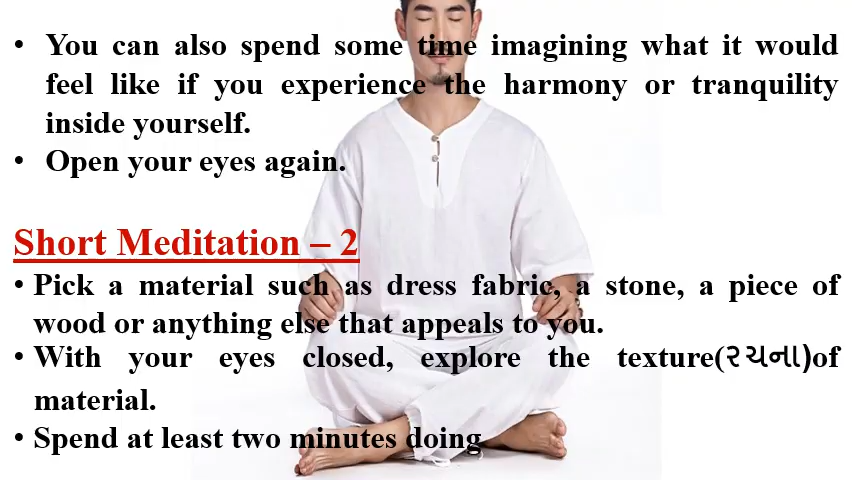 • You can also spend some time imagining what it would
feel like if you experience the harmony or tranquility
inside yourself.
• Open your eyes again.
Short Meditation – 2
• Pick a material such as dress fabric, a stone, a piece of
wood or anything else that appeals to you.
• With your eyes closed, explore the texture(રચના)of
material.
• Spend at least two minutes doing